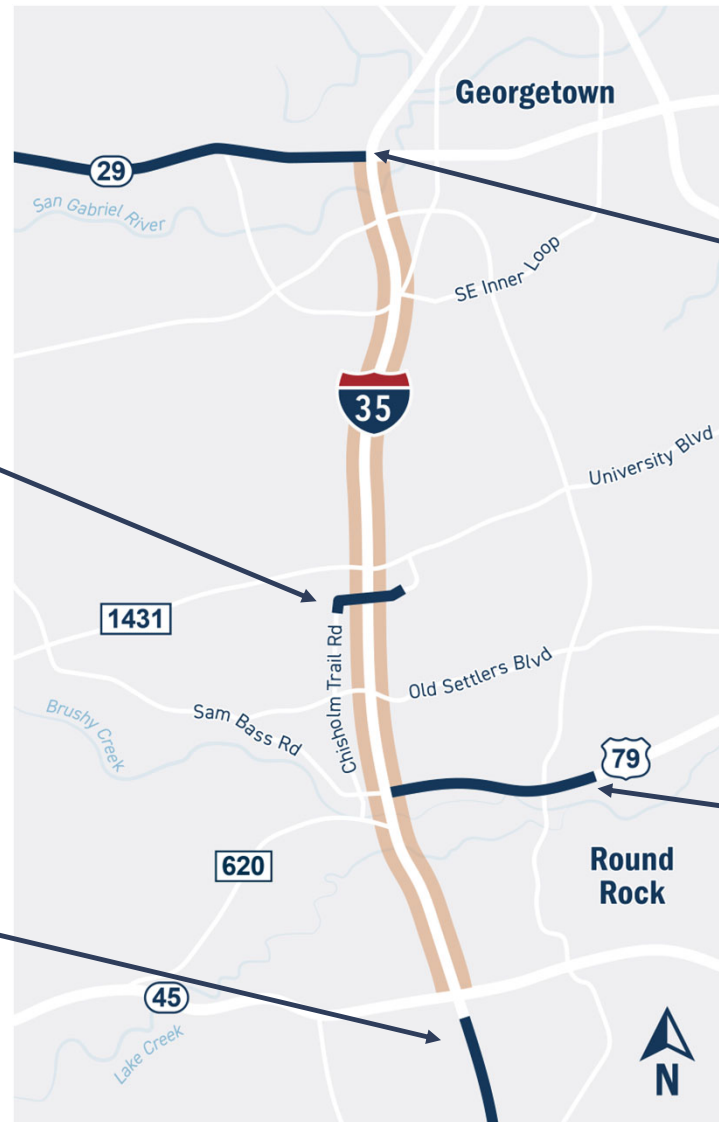 Georgetown
29
San Gabriel River
SE Inner Loop
35
University Blvd
1431
Chisholm Trail Rd
Old Settlers Blvd
Sam Bass Rd
Brushy Creek
79
620
Round
Rock
45
Lake Creek
N